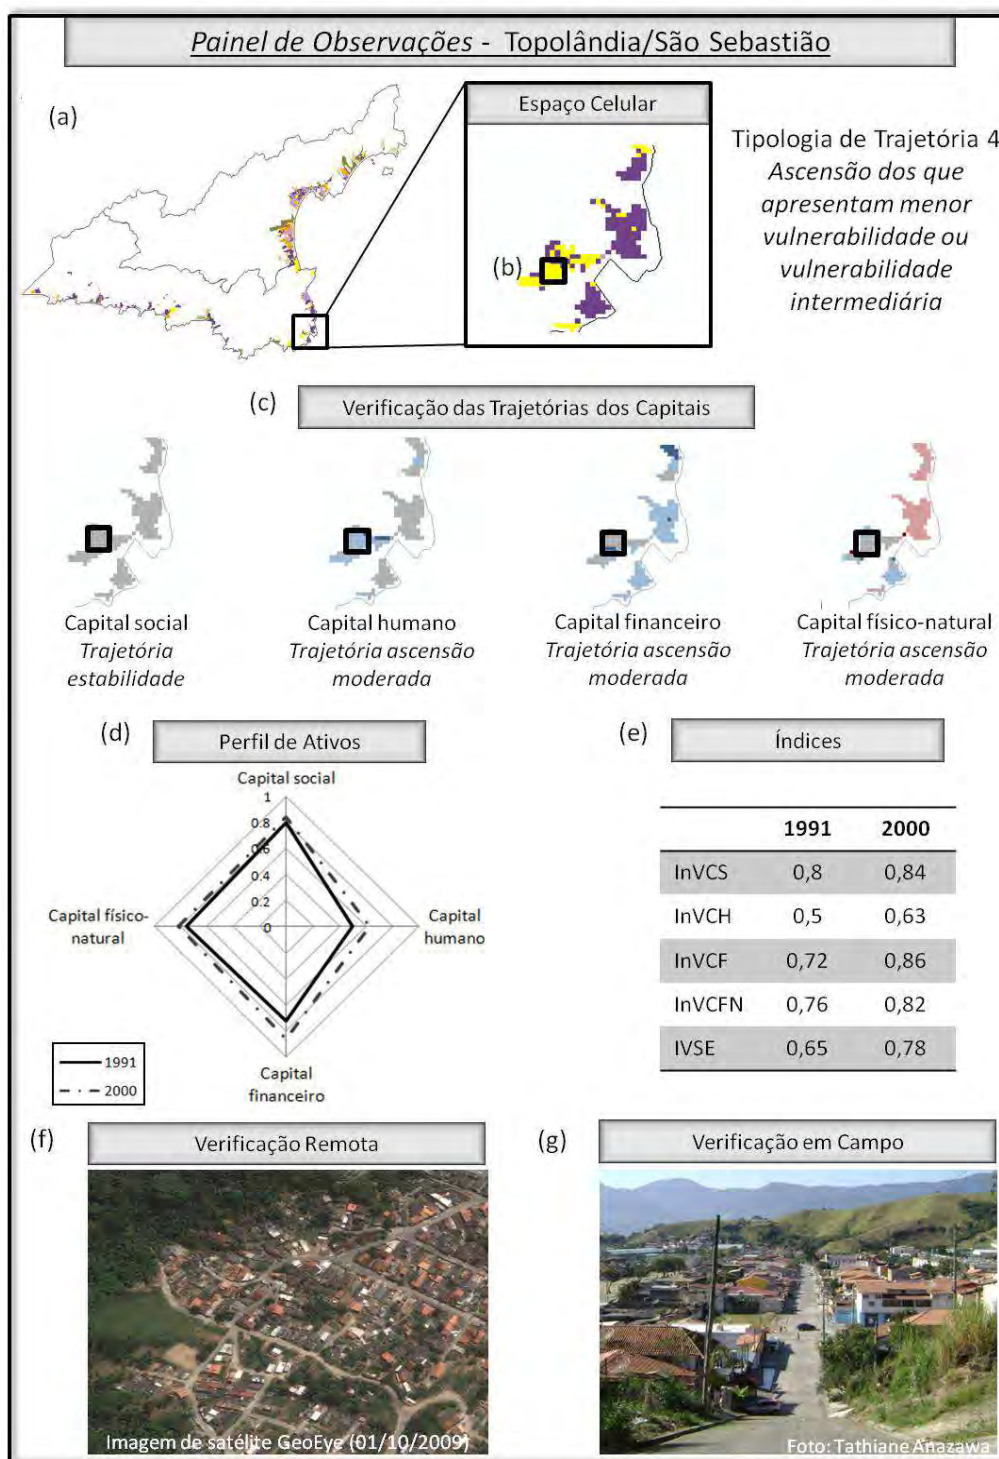 Painel de Observações - Topolândia/São Sebastião
(a)
Espaço Celular
(b)
Tipologia de Trajetória 4
Ascensão dos que
apresentam menor
vulnerabilidade ou
vulnerabilidade
intermediária
(c)
Verificação das Trajetórias dos Capitais
Capital social
Trajetória
estabilidade
Capital humano
Trajetória ascensão
moderada
Capital financeiro
Trajetória ascensão
moderada
Capital físico-natural
Trajetória ascensão
moderada
(d)
Perfil de Ativos
Capital social
1
0.8
0.6
0.4
0.2
0
Capital físico-
natural
Capital
humano
Capital
financeiro
1991
2000
(e)
Índices
1991 2000
InVCS 0,8 0,84
InVCH 0,5 0,63
InVCF 0,72 0,86
InVCFN 0,76 0,82
IVSE 0,65 0,78
(f)
Verificação Remota
Imagem de satélite GeoEye (01/10/2009)
(g)
Verificação em Campo
Foto: Tathiane Anazawa